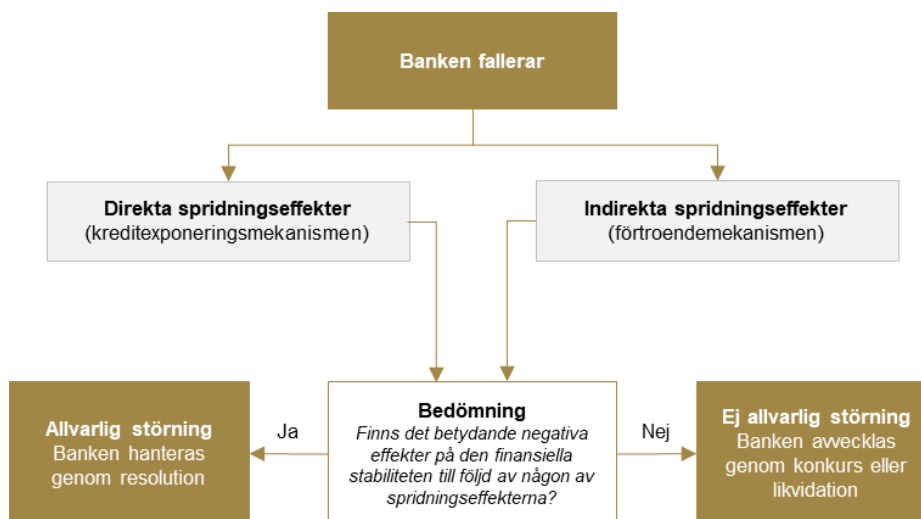 Banken fallerar
Direkta spridningseffekter
(kreditexponeringsmekanismen)
Indirekta spridningseffekter
(förtroendemekanismen)
Allvarlig störning
Banken hanteras
genom resolution
Ja
Bedömning
Finns det betydande negativa
effekter på den finansiella
stabiliteten till följd av någon av
spridningseffekterna?
Nej
Ej allvarlig störning
Banken avvecklas
genom konkurs eller
likvidation